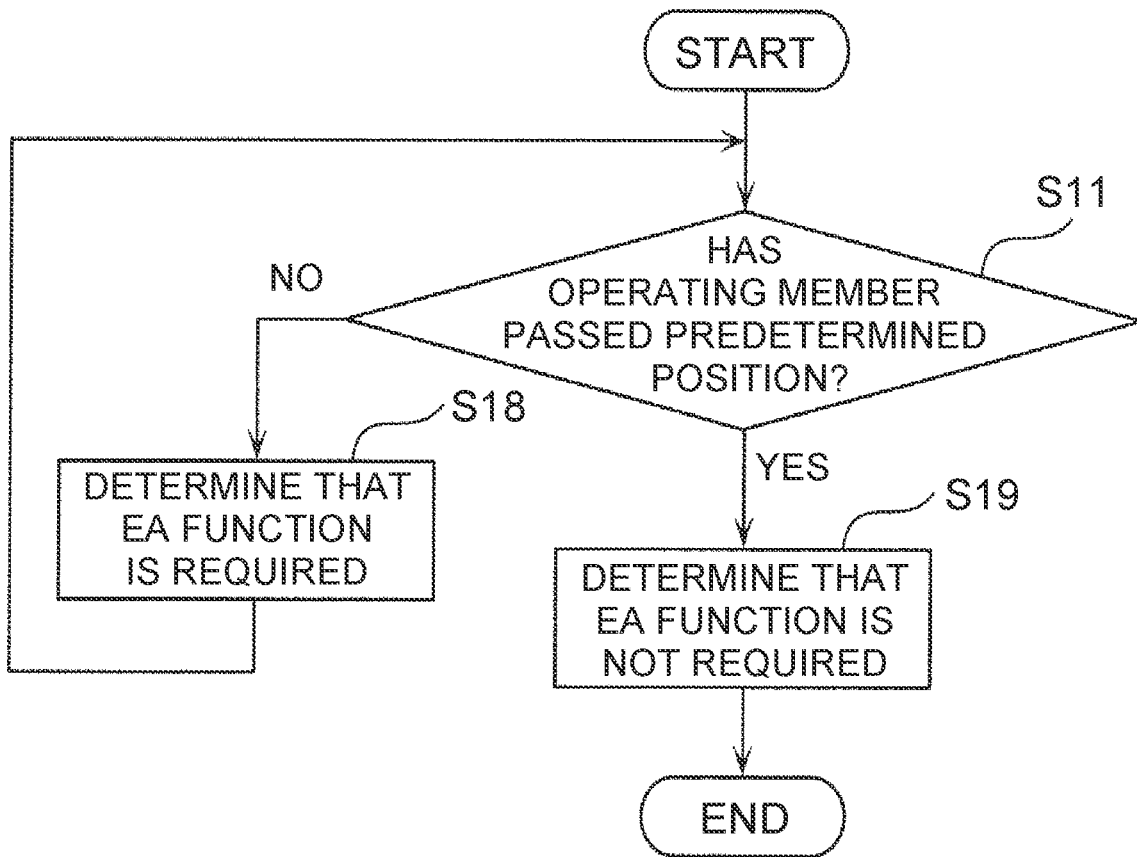 START
S11
HAS
OPERATING MEMBER
PASSED PREDETERMINED
POSITION?
NO
S18
DETERMINE THAT
EA FUNCTION
IS REQUIRED
YES
S19
DETERMINE THAT
EA FUNCTION IS
NOT REQUIRED
END